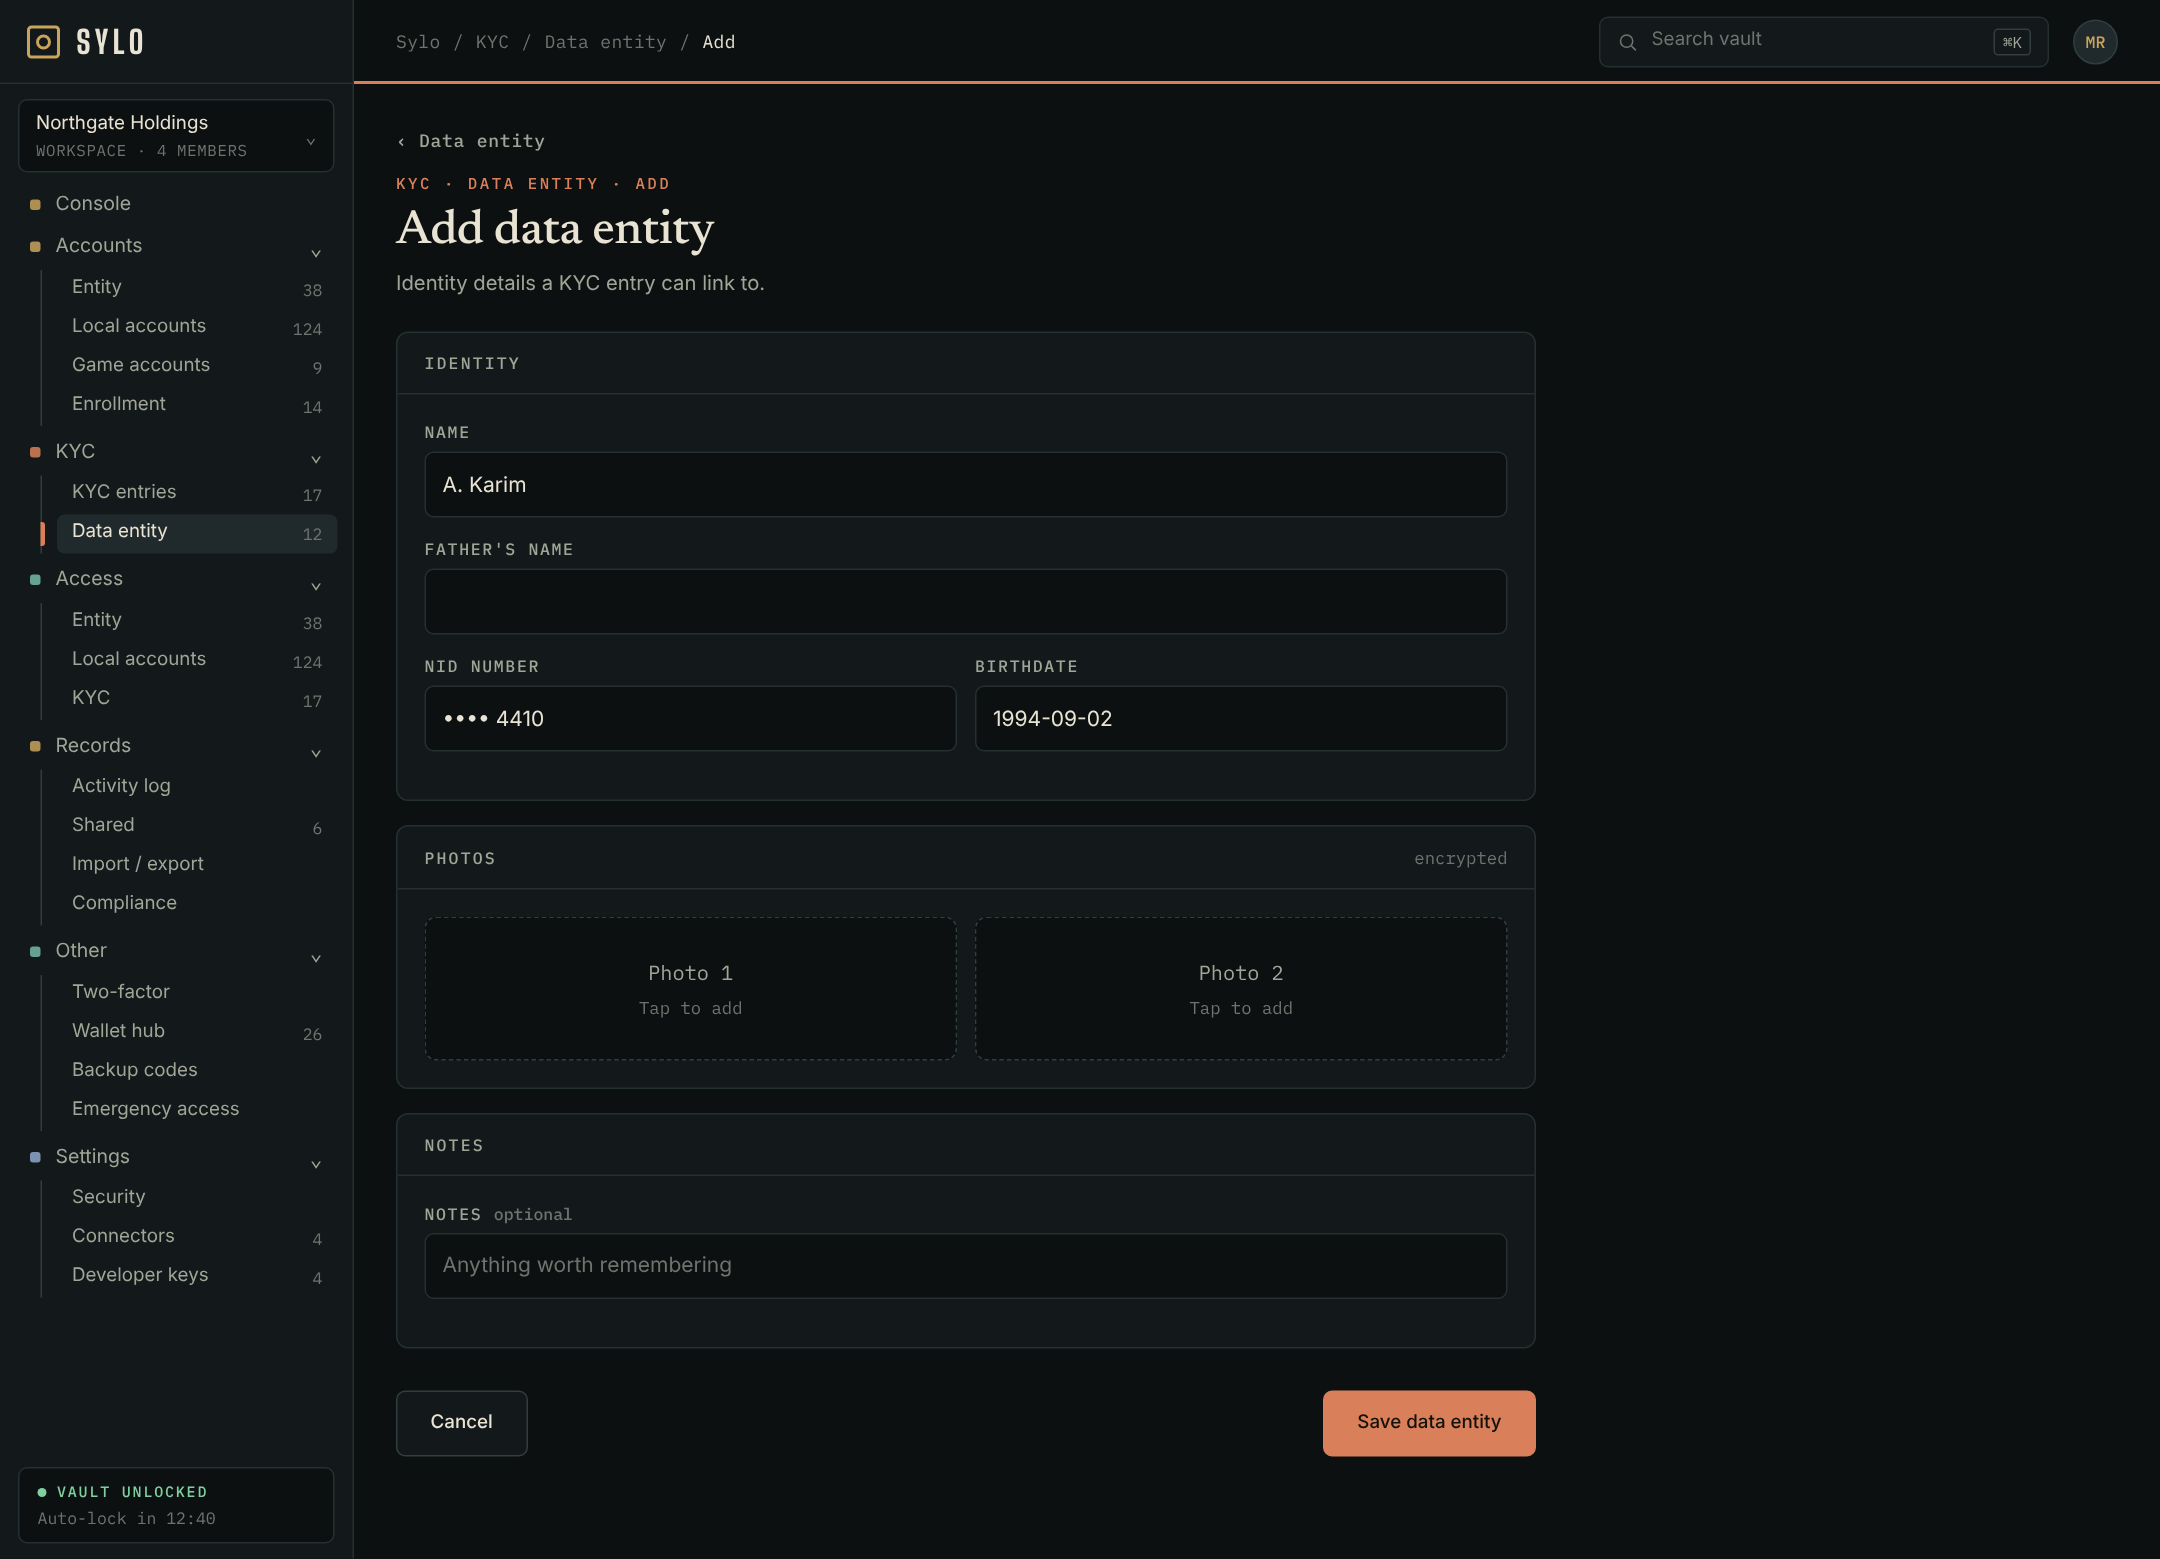 SYLO
Sylo / KYC / Data entity / Add
Search vault
⌘K
MR
Northgate Holdings
WORKSPACE · 4 MEMBERS
Console
Accounts
Entity 38
Local accounts 124
Game accounts 9
Enrollment 14
KYC
KYC entries 17
Data entity 12
Access
Entity 38
Local accounts 124
KYC 17
Records
Activity log
Shared 6
Import / export
Compliance
Other
Two-factor
Wallet hub 26
Backup codes
Emergency access
Settings
Security
Connectors 4
Developer keys 4
VAULT UNLOCKED
Auto-lock in 12:40
‹ Data entity
KYC · DATA ENTITY · ADD
Add data entity
Identity details a KYC entry can link to.
IDENTITY
NAME
A. Karim
FATHER'S NAME
NID NUMBER BIRTHDATE
•••• 4410 1994-09-02
PHOTOS encrypted
Photo 1 Photo 2
Tap to add Tap to add
NOTES
NOTES optional
Anything worth remembering
Cancel Save data entity